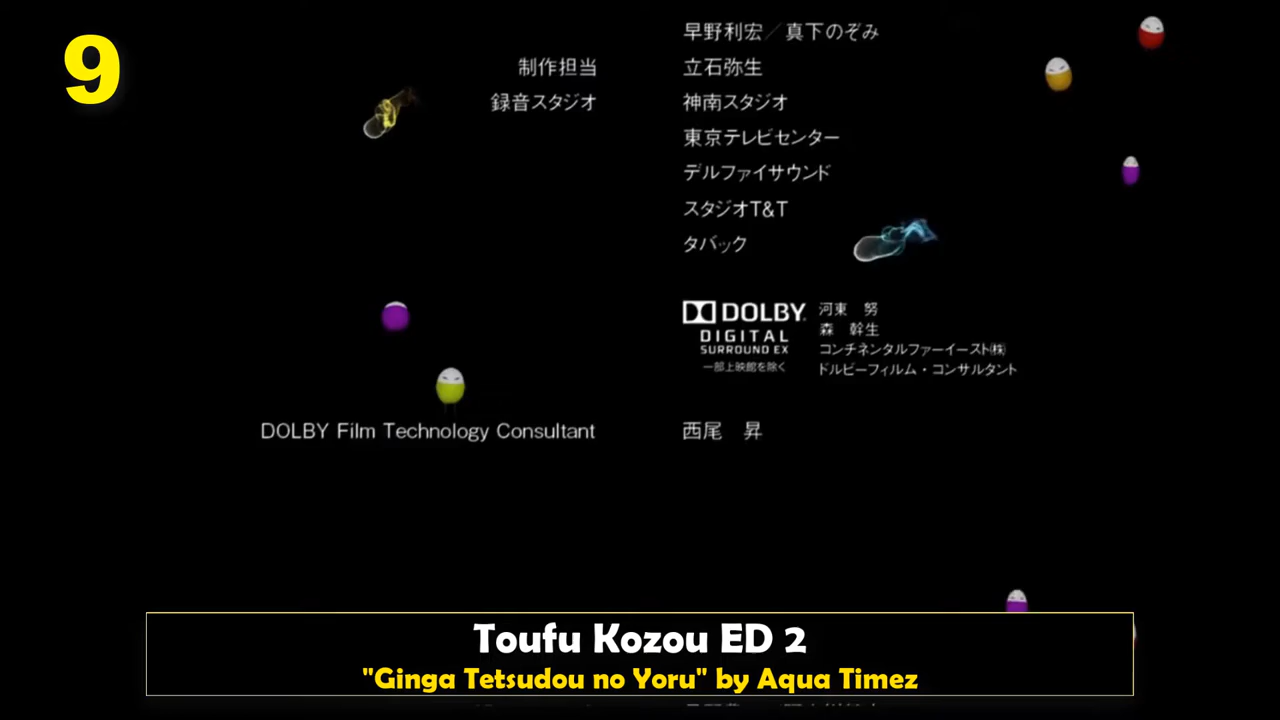 9
早野利宏／真下のぞみ
制作担当 立石弥生
録音スタジオ 神南スタジオ
東京テレビセンター
デルファイサウンド
スタジオT&T
タバック
DOLBY
DIGITAL
SURROUND EX
一部上映館を除く
河東 努
森 幹生
コンチネンタルファーイースト㈱
ドルビーフィルム・コンサルタント
DOLBY Film Technology Consultant 西尾 昇
Toufu Kozou ED 2
"Ginga Tetsudou no Yoru" by Aqua Timez